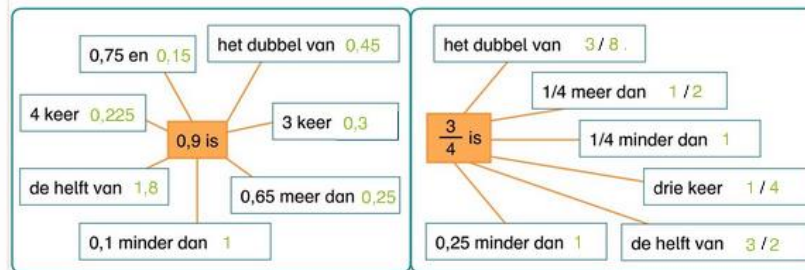 0,75 en 0,15
het dubbel van 0,45
4 keer 0,225
0,9 is
3 keer 0,3
de helft van 1,8
0,65 meer dan 0,25
0,1 minder dan 1
het dubbel van 3/8.
1/4 meer dan 1/2
3
4
is
1/4 minder dan 1
drie keer 1/4
0,25 minder dan 1
de helft van 3/2